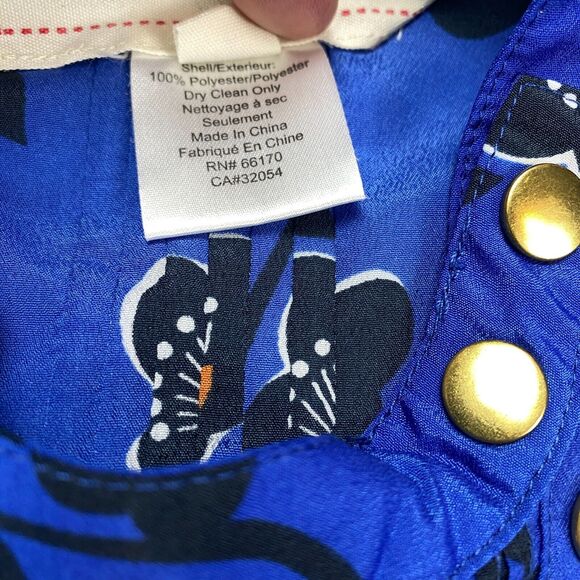 Shell/Exterieur:
100% Polyester/Polyester
Dry Clean Only
Nettoyage à sec
Seulement
Made In China
Fabriqué En Chine
RN# 66170
CA#32054